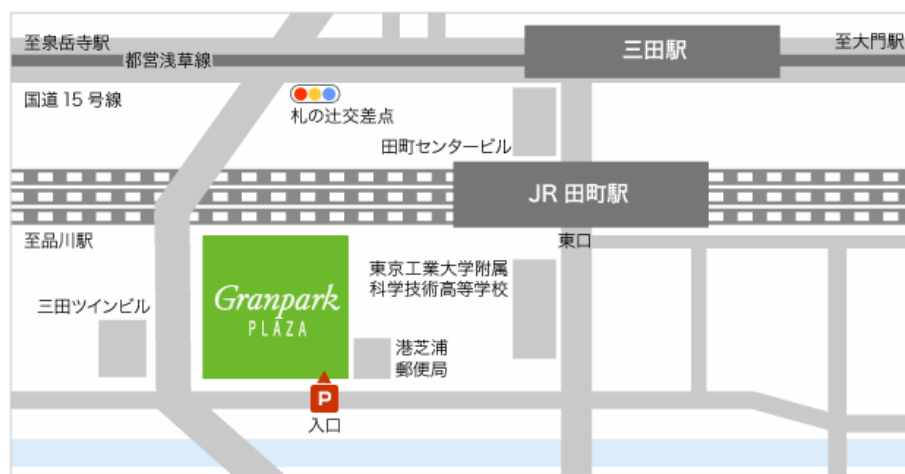 至泉岳寺駅
都営浅草線
三田駅
至大門駅
国道15号線
札の辻交差点
田町センタービル
JR 田町駅
至品川駅
東口
東京工業大学附属
科学技術高等学校
三田ツインビル
Granpark
PLAZA
港芝浦
郵便局
P
入口